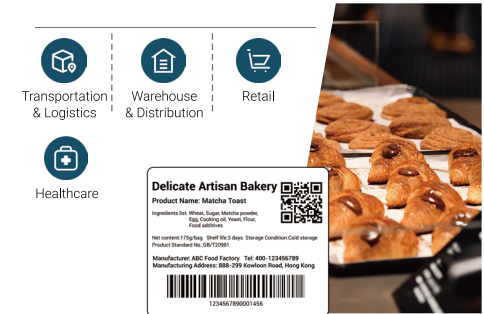 Transportation
& Logistics
Warehouse
& Distribution
Retail
Healthcare
Delicate Artisan Bakery
Product Name: Matcha Toast
Ingredients list: Wheat, Sugar, Matcha powder,
Egg, Cooking oil, Yeast, Flour,
Food additives
Net content:175g/bag Shelf life:3 days Storage Condition:Cold storage
Product Standard No.:GB/T20981
Manufacturer: ABC Food Factory Tel: 400-123456789
Manufacturing Address: 888-299 Kowloon Road, Hong Kong
1234567890001456